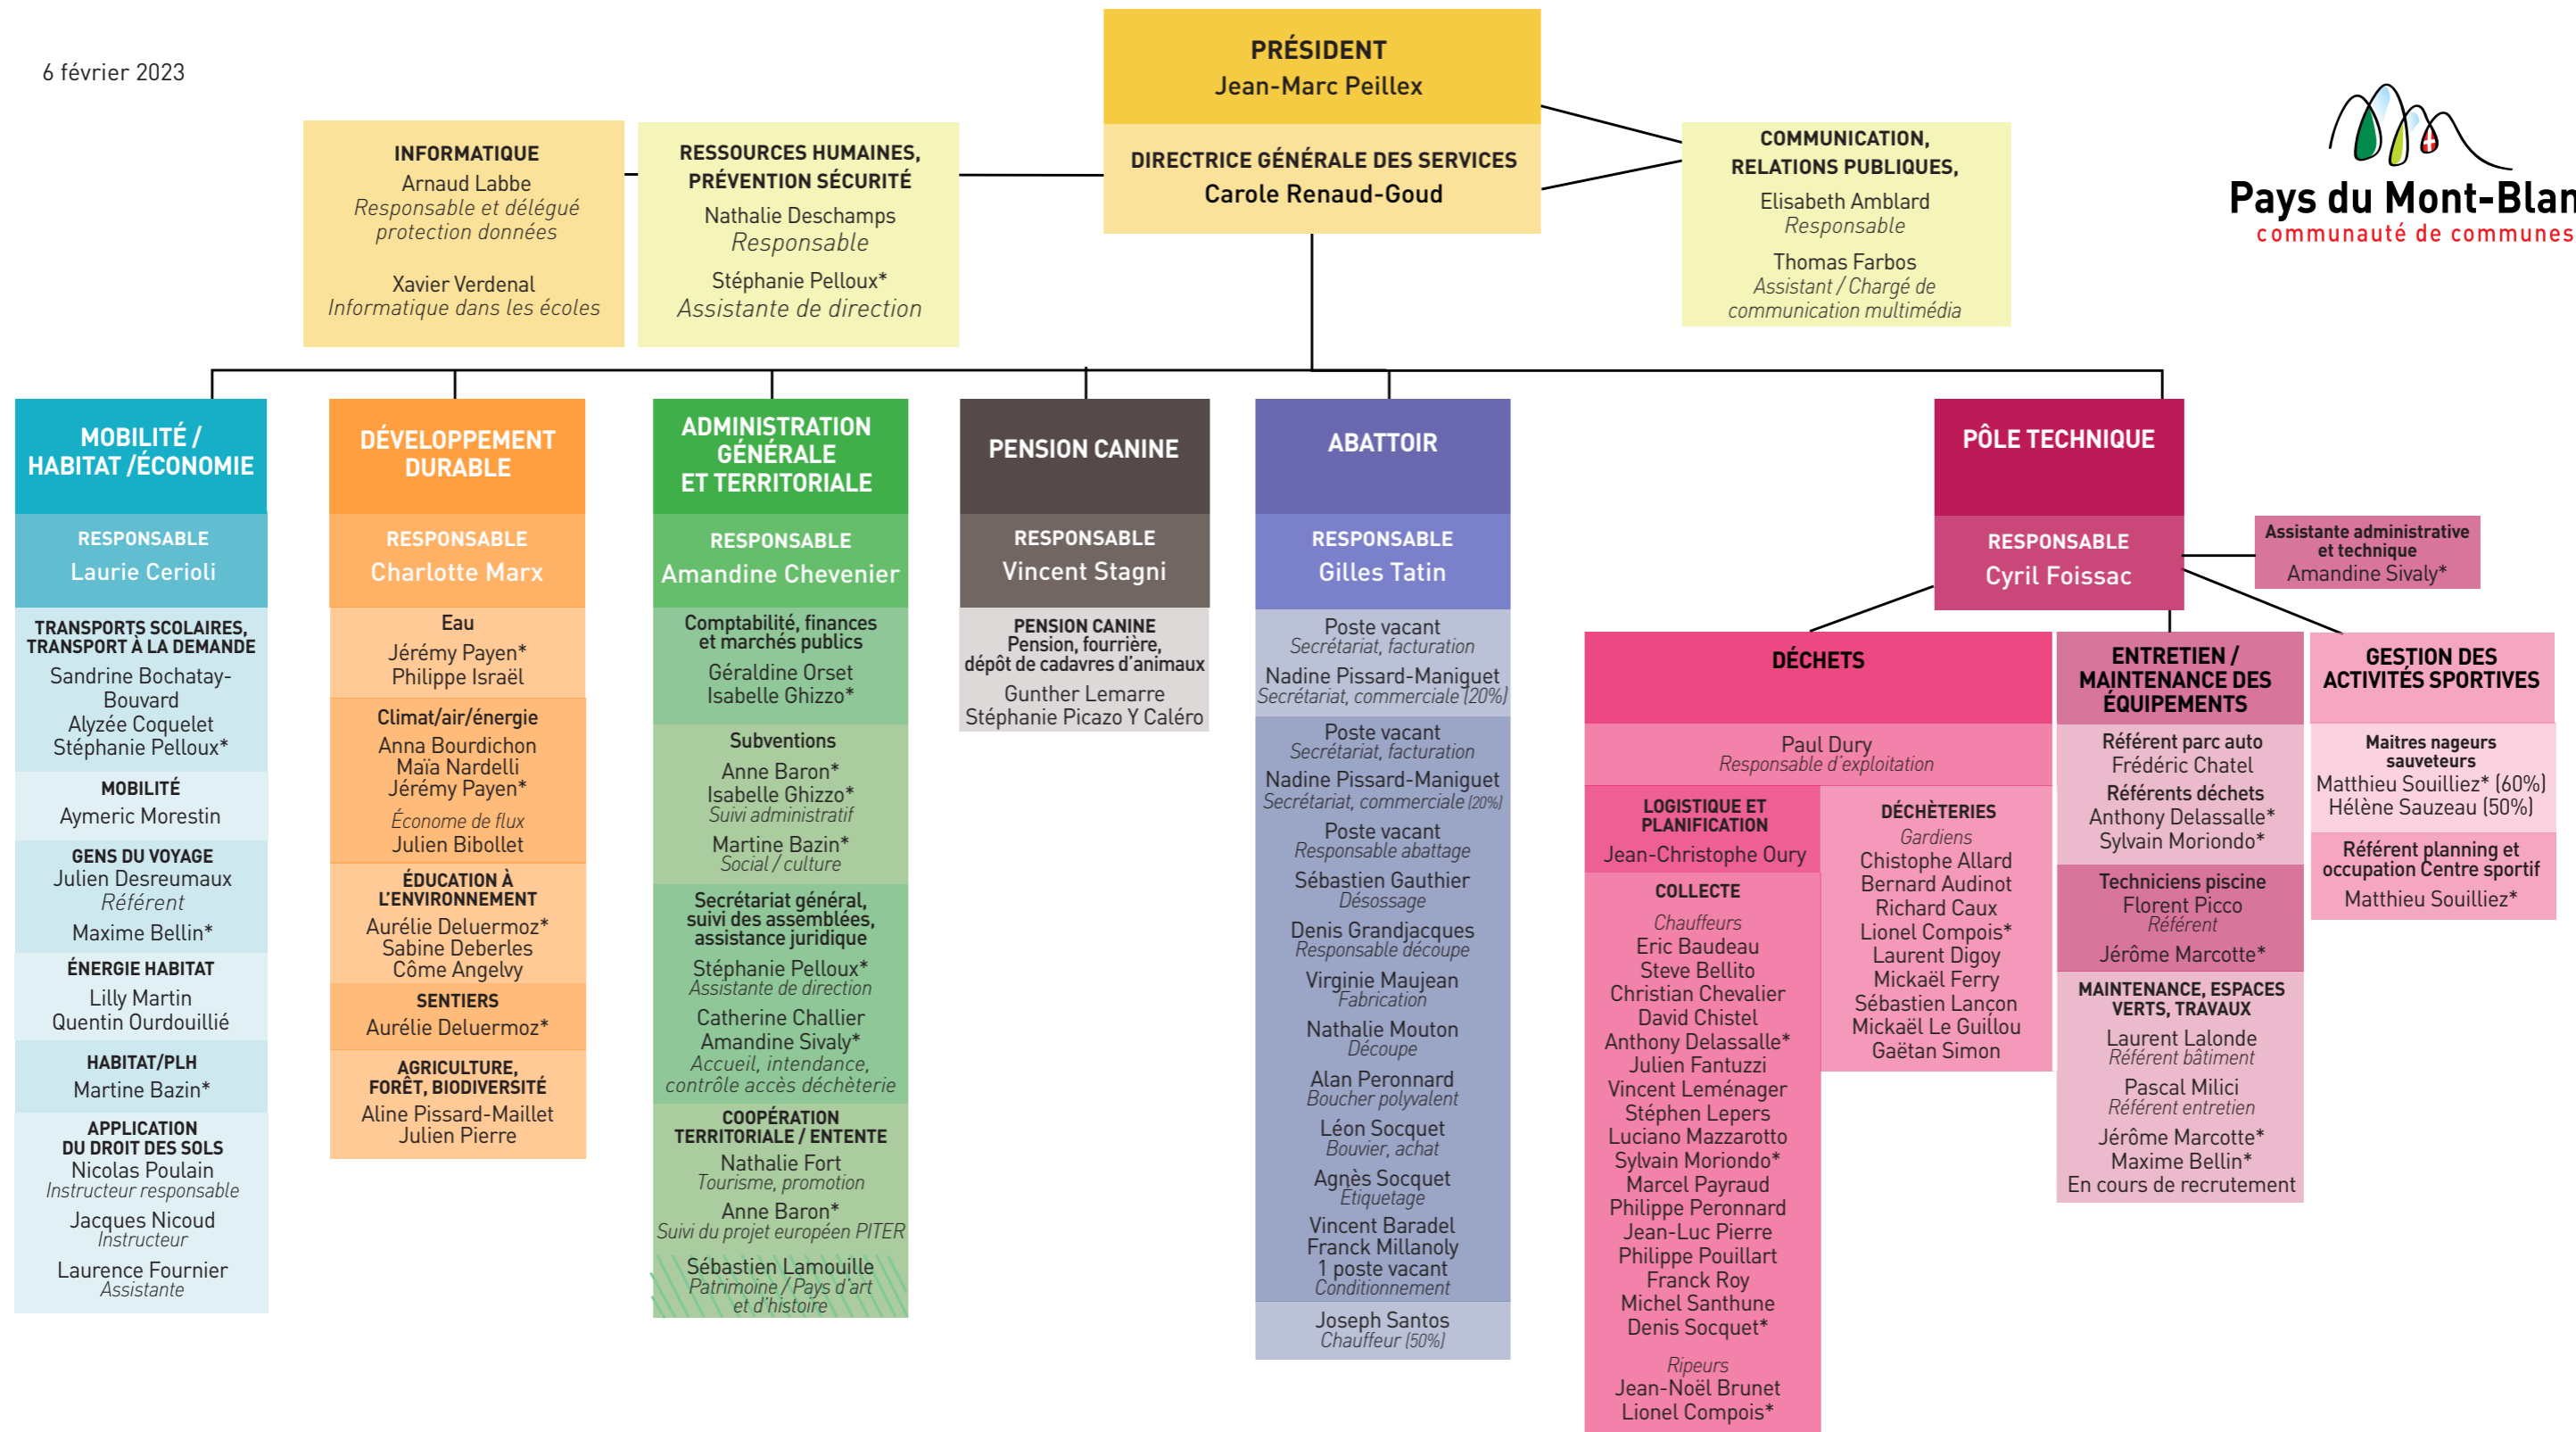 6 février 2023
PRÉSIDENT
Jean-Marc Peillex
DIRECTRICE GÉNÉRALE DES SERVICES
Carole Renaud-Goud
INFORMATIQUE
Arnaud Labbe
Responsable et délégué
protection données
Xavier Verdenal
Informatique dans les écoles
RESSOURCES HUMAINES,
PRÉVENTION SÉCURITÉ
Nathalie Deschamps
Responsable
Stéphanie Pelloux*
Assistante de direction
COMMUNICATION,
RELATIONS PUBLIQUES,
Elisabeth Amblard
Responsable
Thomas Farbos
Assistant / Chargé de
communication multimédia
Pays du Mont-Blan
communauté de communes
MOBILITÉ /
HABITAT /ÉCONOMIE
RESPONSABLE
Laurie Cerioli
TRANSPORTS SCOLAIRES,
TRANSPORT À LA DEMANDE
Sandrine Bochatay-
Bouvard
Alyzée Coquelet
Stéphanie Pelloux*
MOBILITÉ
Aymeric Morestin
GENS DU VOYAGE
Julien Desreumaux
Référent
Maxime Bellin*
ÉNERGIE HABITAT
Lilly Martin
Quentin Ourdouillié
HABITAT/PLH
Martine Bazin*
APPLICATION
DU DROIT DES SOLS
Nicolas Poulain
Instructeur responsable
Jacques Nicoud
Instructeur
Laurence Fournier
Assistante
DÉVELOPPEMENT
DURABLE
RESPONSABLE
Charlotte Marx
Eau
Jérémy Payen*
Philippe Israël
Climat/air/énergie
Anna Bourdichon
Maïa Nardelli
Jérémy Payen*
Économe de flux
Julien Bibollet
ÉDUCATION À
L'ENVIRONNEMENT
Aurélie Deluermoz*
Sabine Deberles
Côme Angelvy
SENTIERS
Aurélie Deluermoz*
AGRICULTURE,
FORÊT, BIODIVERSITÉ
Aline Pissard-Maillet
Julien Pierre
ADMINISTRATION
GÉNÉRALE
ET TERRITORIALE
RESPONSABLE
Amandine Chevenier
Comptabilité, finances
et marchés publics
Géraldine Orset
Isabelle Ghizzo*
Subventions
Anne Baron*
Isabelle Ghizzo*
Suivi administratif
Martine Bazin*
Social / culture
Secrétariat général,
suivi des assemblées,
assistance juridique
Stéphanie Pelloux*
Assistante de direction
Catherine Challier
Amandine Sivaly*
Accueil, intendance,
contrôle accès déchèterie
COOPÉRATION
TERRITORIALE / ENTENTE
Nathalie Fort
Tourisme, promotion
Anne Baron*
Suivi du projet européen PITER
Sébastien Lamouille
Patrimoine / Pays d'art
et d'histoire
PENSION CANINE
RESPONSABLE
Vincent Stagni
PENSION CANINE
Pension, fourrière,
dépôt de cadavres d'animaux
Gunther Lemarre
Stéphanie Picazo Y Caléro
ABATTOIR
RESPONSABLE
Gilles Tatin
Poste vacant
Secrétariat, facturation
Nadine Pissard-Maniguet
Secrétariat, commerciale (20%)
Poste vacant
Secrétariat, facturation
Nadine Pissard-Maniguet
Secrétariat, commerciale (20%)
Poste vacant
Responsable abattage
Sébastien Gauthier
Désossage
Denis Grandjacques
Responsable découpe
Virginie Maujean
Fabrication
Nathalie Mouton
Découpe
Alan Peronnard
Boucher polyvalent
Léon Socquet
Bouvier, achat
Agnès Socquet
Étiquetage
Vincent Baradel
Franck Millanoly
1 poste vacant
Conditionnement
Joseph Santos
Chauffeur (50%)
PÔLE TECHNIQUE
RESPONSABLE
Cyril Foissac
Assistante administrative
et technique
Amandine Sivaly*
DÉCHETS
Paul Dury
Responsable d'exploitation
LOGISTIQUE ET
PLANIFICATION
Jean-Christophe Oury
COLLECTE
Chauffeurs
Eric Baudeau
Steve Bellito
Christian Chevalier
David Chistel
Anthony Delassalle*
Julien Fantuzzi
Vincent Leménager
Stéphen Lepers
Luciano Mazzarotto
Sylvain Moriondo*
Marcel Payraud
Philippe Peronnard
Jean-Luc Pierre
Philippe Pouillart
Franck Roy
Michel Santhune
Denis Socquet*
Ripeurs
Jean-Noël Brunet
Lionel Compois*
DÉCHÈTERIES
Gardiens
Chistophe Allard
Bernard Audinot
Richard Caux
Lionel Compois*
Laurent Digoy
Mickaël Ferry
Sébastien Lançon
Mickaël Le Guillou
Gaëtan Simon
ENTRETIEN /
MAINTENANCE DES
ÉQUIPEMENTS
Référent parc auto
Frédéric Chatel
Référents déchets
Anthony Delassalle*
Sylvain Moriondo*
Techniciens piscine
Florent Picco
Référent
Jérôme Marcotte*
MAINTENANCE, ESPACES
VERTS, TRAVAUX
Laurent Lalonde
Référent bâtiment
Pascal Milici
Référent entretien
Jérôme Marcotte*
Maxime Bellin*
En cours de recrutement
GESTION DES
ACTIVITÉS SPORTIVES
Maitres nageurs
sauveteurs
Matthieu Souilliez* (60%)
Hélène Sauzeau (50%)
Référent planning et
occupation Centre sportif
Matthieu Souilliez*